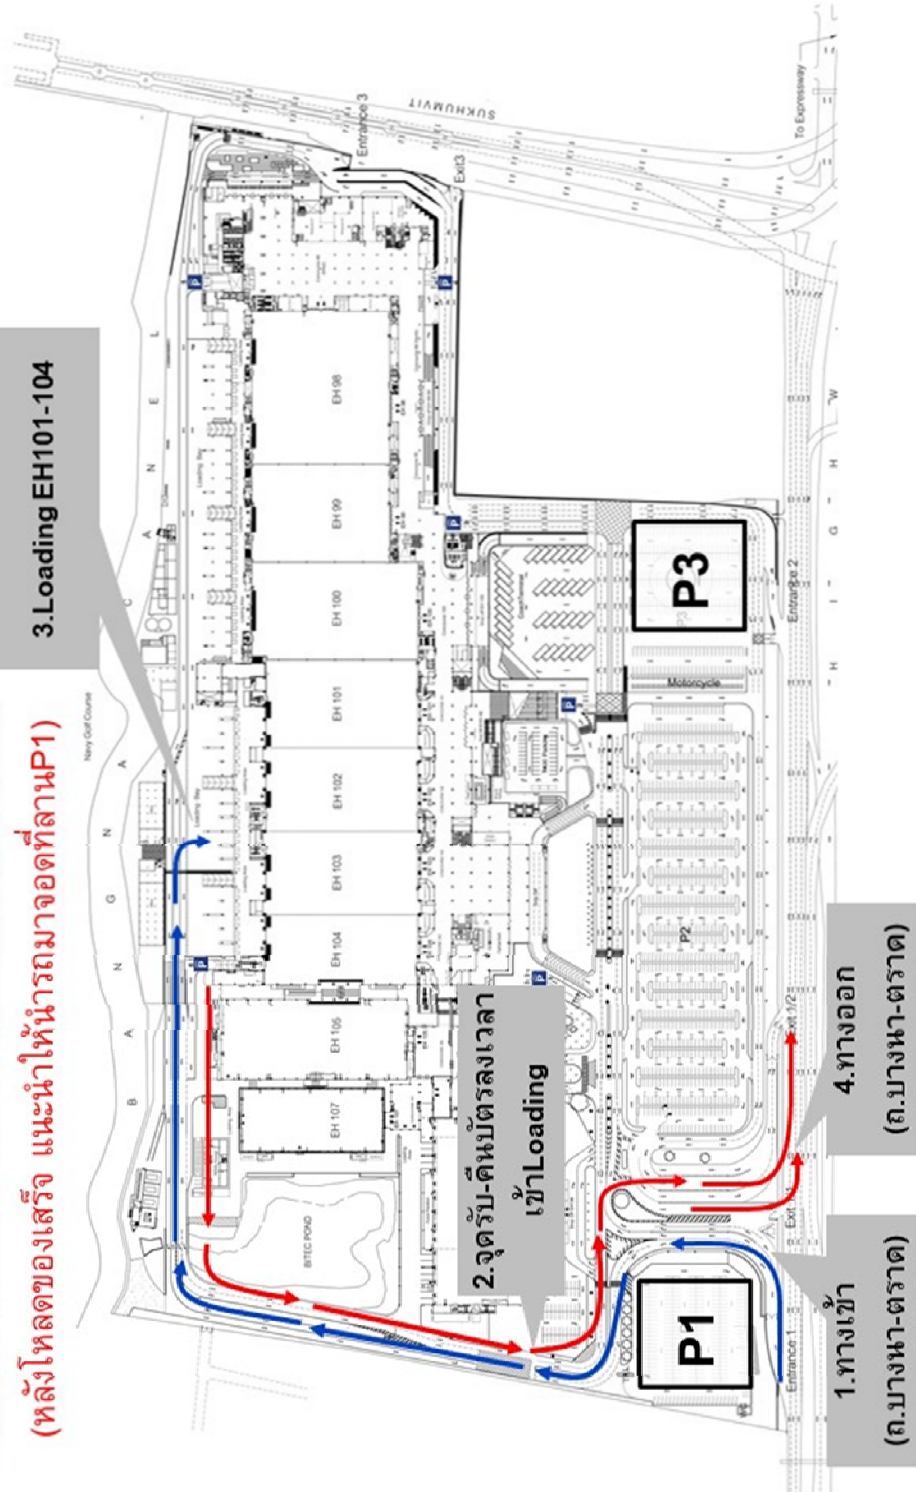 (หลังโหลดของเสร็จ แนะนำให้นำรถมาจอดที่ลานP1)
3.Loading EH101-104
Navy Golf Course
B A N G N A C A N E L
SUKHUMVIT
Entrance 3
Exit3
To Expressway
Loading Bay
Loading Bay
EH 107
EH 105
EH 104
EH 103
EH 102
EH 101
EH 100
EH 99
EH 98
BITEC POND
2.จุดรับ-คืนบัตรลงเวลา
เข้าLoading
P1
P2
P3
Motorcycle
Entrance 1
Exit 1/2
Entrance 2
H I G H W
1.ทางเข้า
(ถ.บางนา-ตราด)
4.ทางออก
(ถ.บางนา-ตราด)